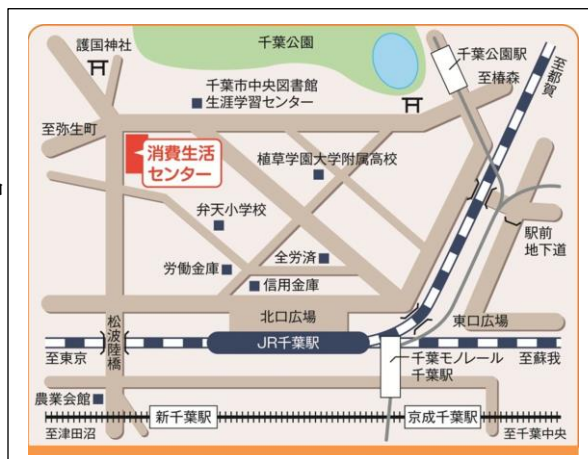 護国神社
千葉公園
千葉公園駅
至椿森
至都賀
千葉市中央図書館
生涯学習センター
至弥生町
消費生活
センター
植草学園大学附属高校
弁天小学校
駅前
地下道
全労済
労働金庫
信用金庫
北口広場
東口広場
松波陸橋
JR千葉駅
至東京
千葉モノレール
千葉駅
至蘇我
農業会館
新千葉駅
京成千葉駅
至津田沼
至千葉中央